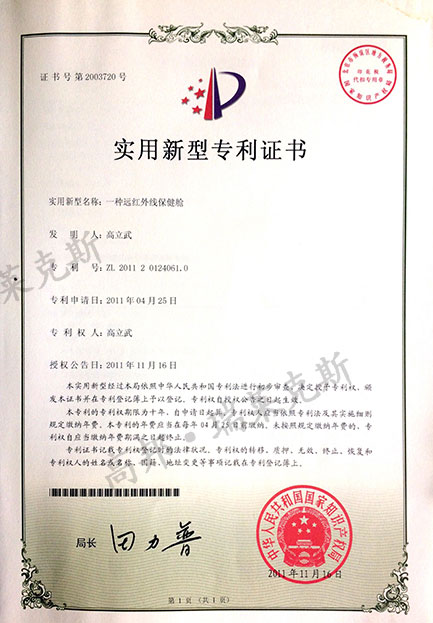 证书号第2003720号
印花税
代扣专用章
实用新型专利证书
实用新型名称：一种远红外线保健舱
发明人：高立武
专利号：ZL 2011 2 0124061.0
专利申请日：2011年04月25日
专利权人：高立武
授权公告日：2011年11月16日
本实用新型经过本局依照中华人民共和国专利法进行初步审查，决定授予专利权，颁
发本证书并在专利登记簿上予以登记。专利权自授权公告之日起生效。
本专利的专利权期限为十年，自申请日起算。专利权人应当依照专利法及其实施细则
规定缴纳年费。本专利的年费应当在每年04月25日前缴纳。未按照规定缴纳年费的，专利
权自应当缴纳年费期满之日起终止。
专利证书记载专利权登记时的法律状况。专利权的转移、质押、无效、终止、恢复和
专利权人的姓名或名称、国籍、地址变更等事项记载在专利登记簿上。
莱克斯
瑞莱克斯
局长 田力普
中华人民共和国国家知识产权局
2011年11月16日
第1页（共1页）